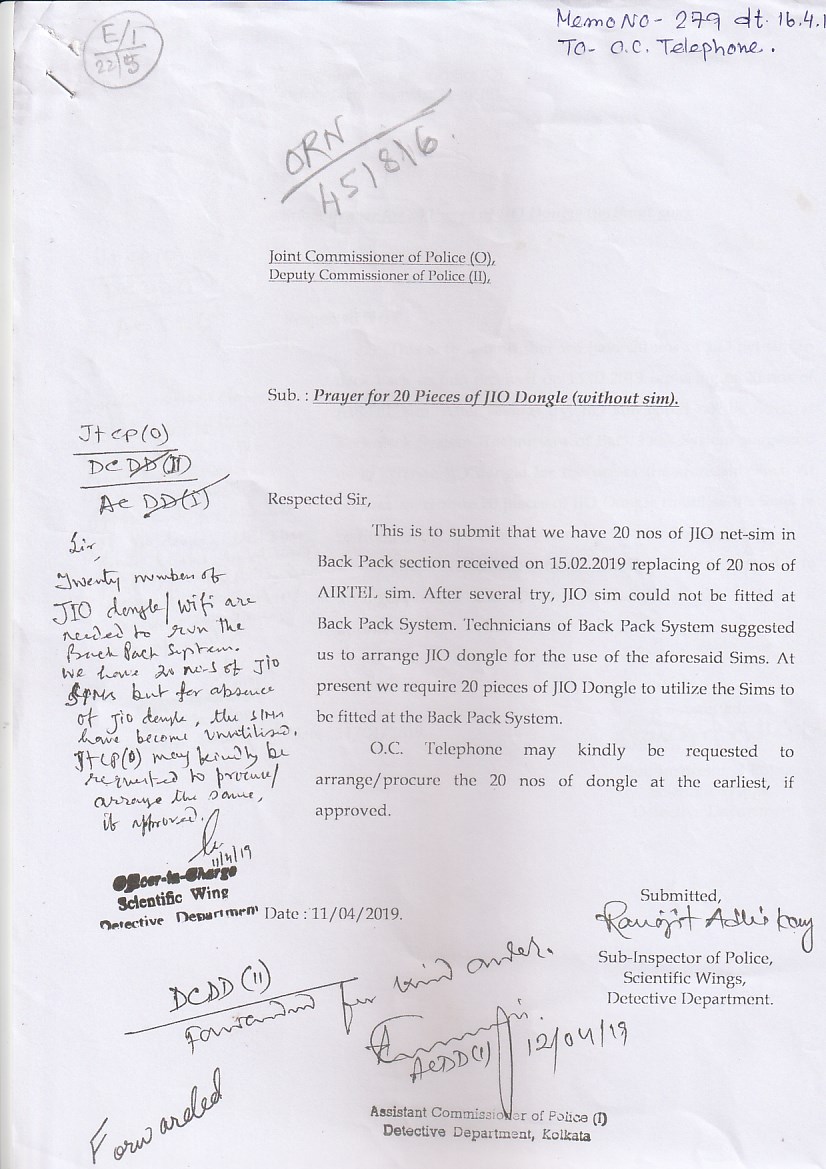 Memo NO- 279 dt. 16.4.1
TO- O.C. Telephone.
E/1
22/5
ORN
451816.
Joint Commissioner of Police (O),
Deputy Commissioner of Police (II),
Sub. : Prayer for 20 Pieces of JIO Dongle (without sim).
Jt CP(O)
DC DD(II)
AC DD(I)
Respected Sir,
This is to submit that we have 20 nos of JIO net-sim in
Back Pack section received on 15.02.2019 replacing of 20 nos of
AIRTEL sim. After several try, JIO sim could not be fitted at
Back Pack System. Technicians of Back Pack System suggested
us to arrange JIO dongle for the use of the aforesaid Sims. At
present we require 20 pieces of JIO Dongle to utilize the Sims to
be fitted at the Back Pack System.
O.C. Telephone may kindly be requested to
arrange/procure the 20 nos of dongle at the earliest, if
approved.
Sir,
Twenty numbers of
JIO dongle/Wifi are
needed to run the
Back Pack System.
We have 20 no-s of JIO
SIMs but for absence
of Jio dongle, the SIMs
have become unutilised.
Jt CP(O) may kindly be
requested to procure/
arrange the same,
if approved.
11/4/19
Officer-in-Charge
Scientific Wing
Detective Department
Date : 11/04/2019.
Submitted,
Ranojit Adhikary
Sub-Inspector of Police,
Scientific Wings,
Detective Department.
DCDD (II)
Forwarded for kind order.
ACDD(I)
12/04/19
Assistant Commissioner of Police (I)
Detective Department, Kolkata
Forwarded